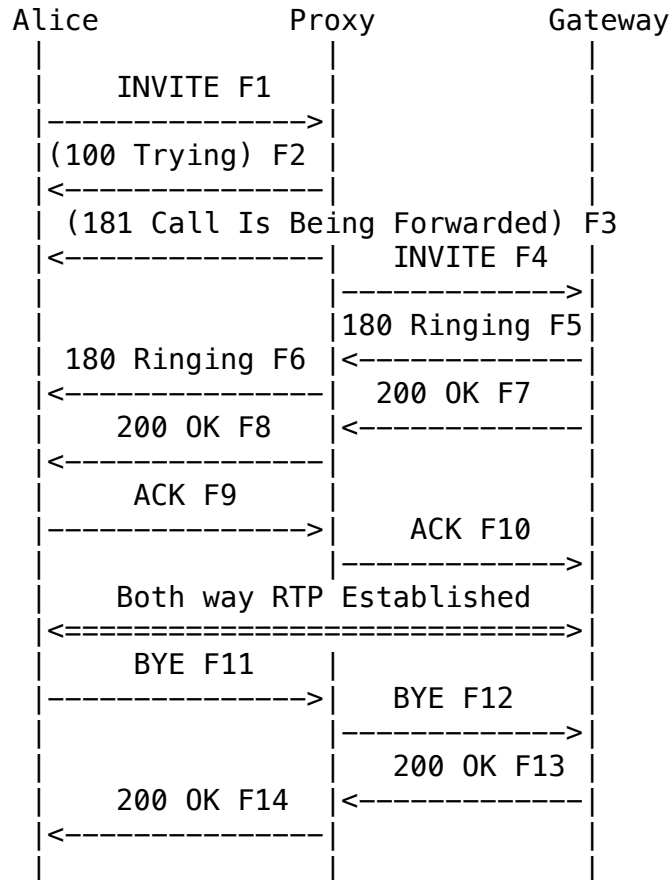 Alice Proxy Gateway
INVITE F1
(100 Trying) F2
(181 Call Is Being Forwarded) F3
INVITE F4
180 Ringing F5
180 Ringing F6
200 OK F7
200 OK F8
ACK F9
ACK F10
Both way RTP Established
BYE F11
BYE F12
200 OK F13
200 OK F14